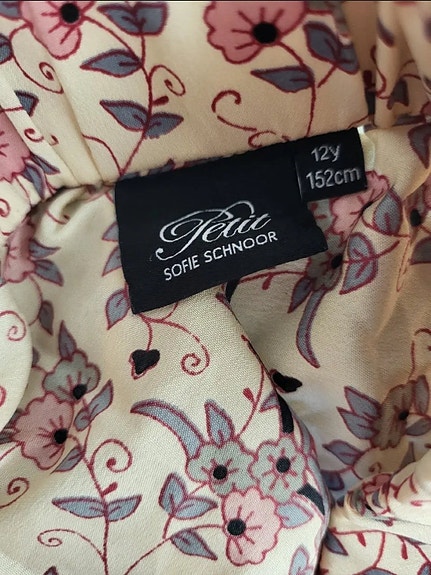 Petit
SOFIE SCHNOOR
12y
152cm